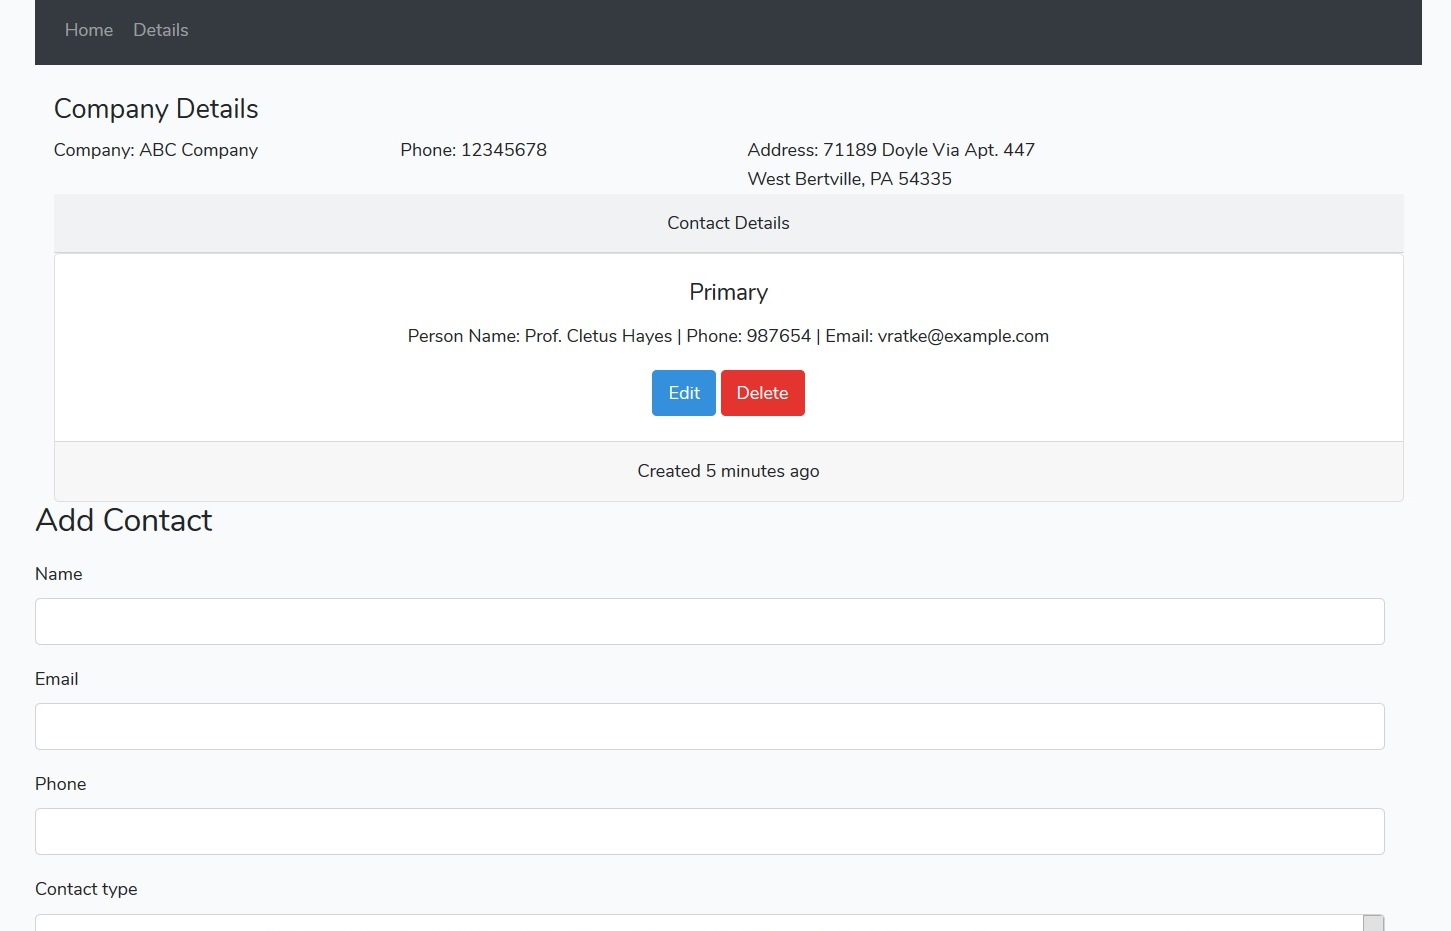 Home Details
Company Details
Company: ABC Company Phone: 12345678 Address: 71189 Doyle Via Apt. 447
West Bertville, PA 54335
Contact Details
Primary
Person Name: Prof. Cletus Hayes | Phone: 987654 | Email: vratke@example.com
Edit Delete
Created 5 minutes ago
Add Contact
Name
Email
Phone
Contact type